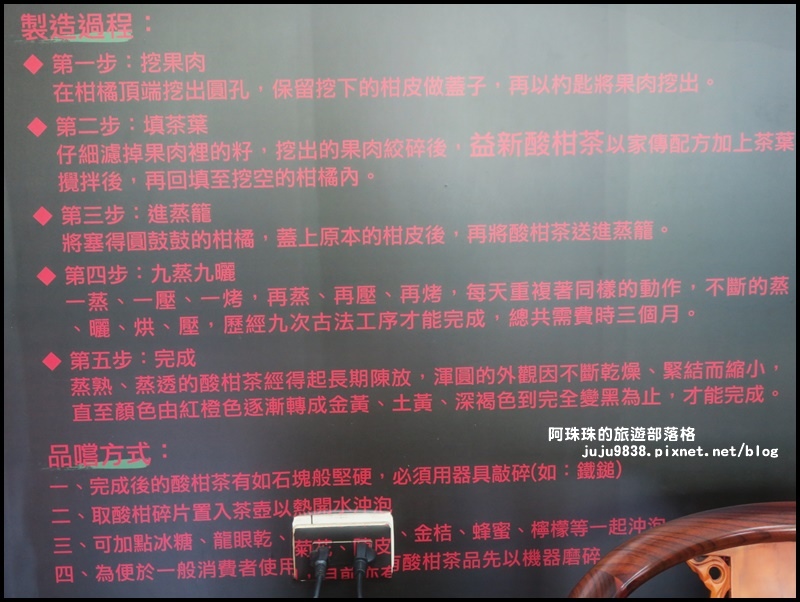 製造過程：
◆ 第一步：挖果肉
在柑橘頂端挖出圓孔，保留挖下的柑皮做蓋子，再以杓匙將果肉挖出。
◆ 第二步：填茶葉
仔細濾掉果肉裡的籽，挖出的果肉絞碎後，益新酸柑茶以家傳配方加上茶葉
攪拌後，再回填至挖空的柑橘內。
◆ 第三步：進蒸籠
將塞得圓鼓鼓的柑橘，蓋上原本的柑皮後，再將酸柑茶送進蒸籠。
◆ 第四步：九蒸九曬
一蒸、一壓、一烤，再蒸、再壓、再烤，每天重複著同樣的動作，不斷的蒸
、曬、烘、壓，歷經九次古法工序才能完成，總共需費時三個月。
◆ 第五步：完成
蒸熟、蒸透的酸柑茶經得起長期陳放，渾圓的外觀因不斷乾燥、緊結而縮小，
直至顏色由紅橙色逐漸轉成金黃、土黃、深褐色到完全變黑為止，才能完成。
阿珠珠的旅遊部落格
juju9838.pixnet.net/blog
品嚐方式：
一、完成後的酸柑茶有如石塊般堅硬，必須用器具敲碎(如：鐵鎚)
二、取酸柑碎片置入茶壺以熱開水沖泡
三、可加點冰糖、龍眼乾、菊花、皮、金桔、蜂蜜、檸檬等一起沖泡
四、為便於一般消費者使用，目前酸柑茶品先以機器磨碎